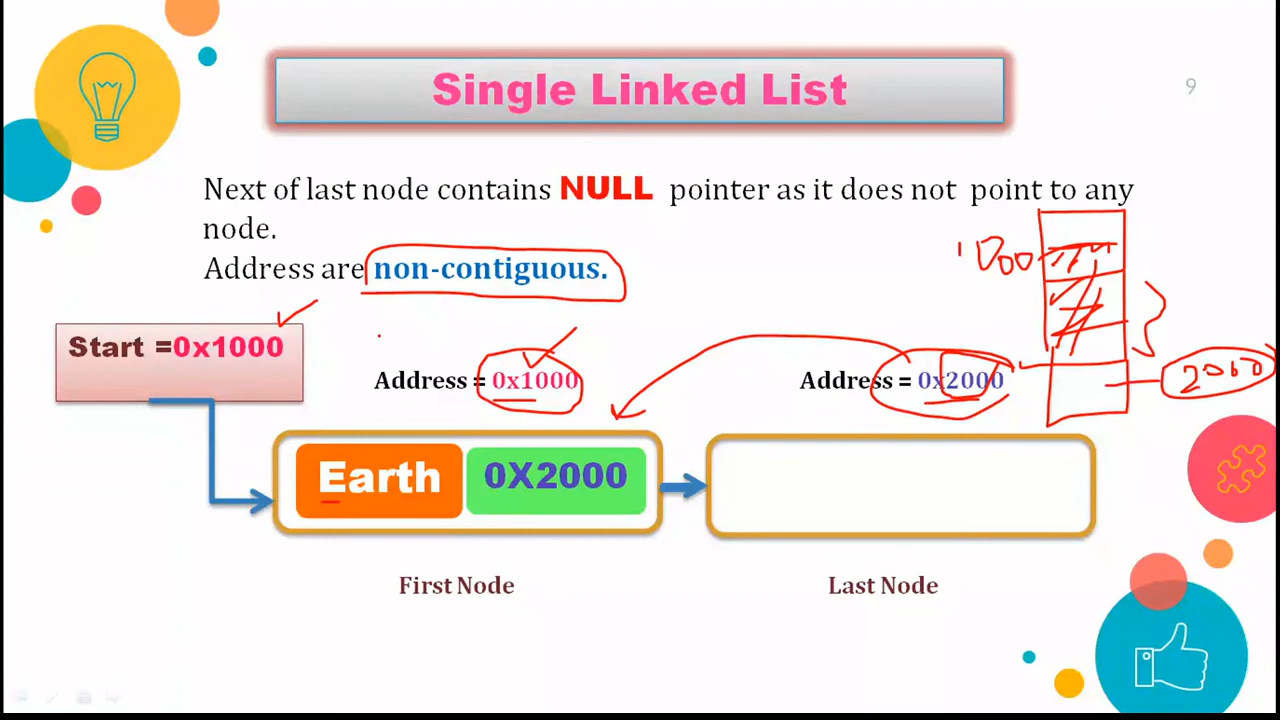 Single Linked List
9
Next of last node contains NULL pointer as it does not point to any
node.
Address are non-contiguous.
1000
Start =0x1000
Address = 0x1000
Address = 0x2000
2000
Earth
0X2000
First Node
Last Node